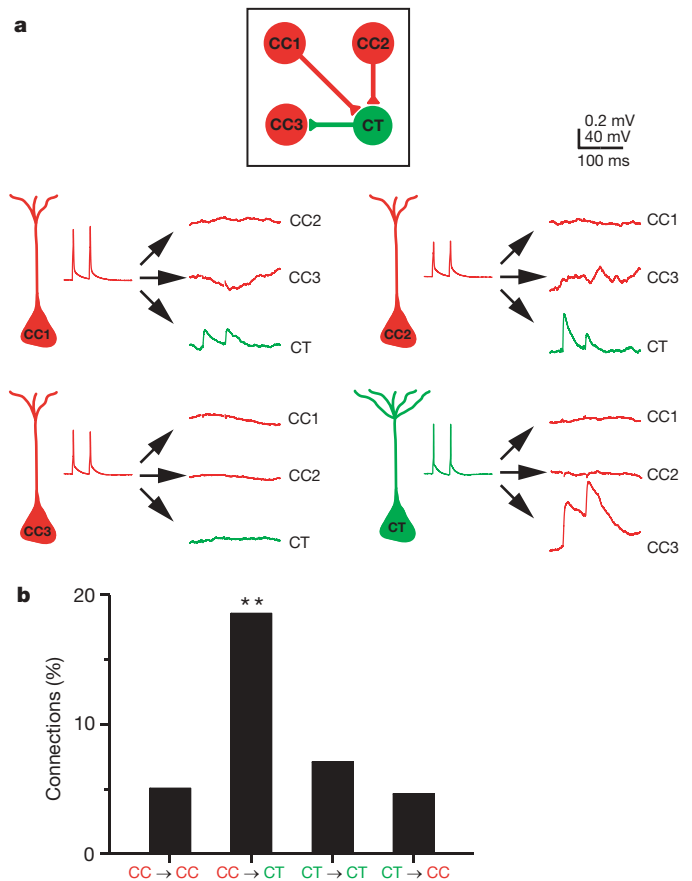 a
CC1 CC2
CC3 CT
0.2 mV
40 mV
100 ms
CC1
CC2
CC3
CT
CC2
CC1
CC3
CT
CC3
CC1
CC2
CT
CT
CC1
CC2
CC3
b
Connections (%)
20
10
0
**
CC → CC CC → CT CT → CT CT → CC